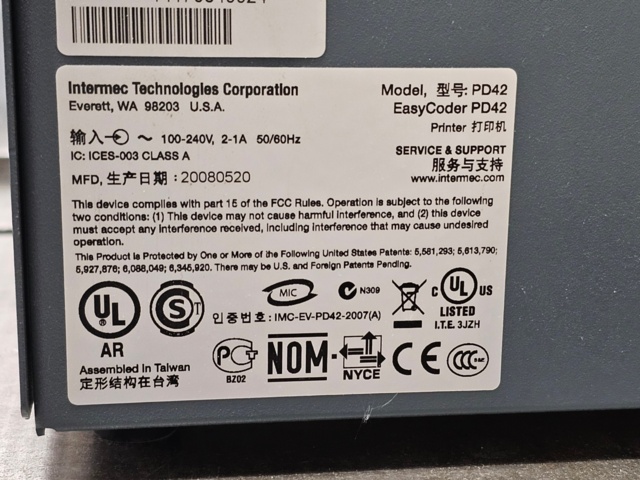 Intermec Technologies Corporation
Everett, WA 98203 U.S.A.
Model, 型号: PD42
EasyCoder PD42
Printer 打印机
输入 ~ 100-240V, 2-1A 50/60Hz
IC: ICES-003 CLASS A
SERVICE & SUPPORT
服务与支持
www.intermec.com
MFD, 生产日期: 20080520
This device complies with part 15 of the FCC Rules. Operation is subject to the following
two conditions: (1) This device may not cause harmful interference, and (2) this device
must accept any interference received, including interference that may cause undesired
operation.
This Product is Protected by One or More of the Following United States Patents: 5,581,293; 5,613,790;
5,927,876; 6,088,049; 6,345,920. There may be U.S. and Foreign Patents Pending.
UL
AR
S T
MIC
N309
C UL US
LISTED
I.T.E. 3JZH
인증번호: IMC-EV-PD42-2007(A)
Assembled In Taiwan
定形结构在台湾
PCT
BZ02
NOM-
NYCE
CE
CCC